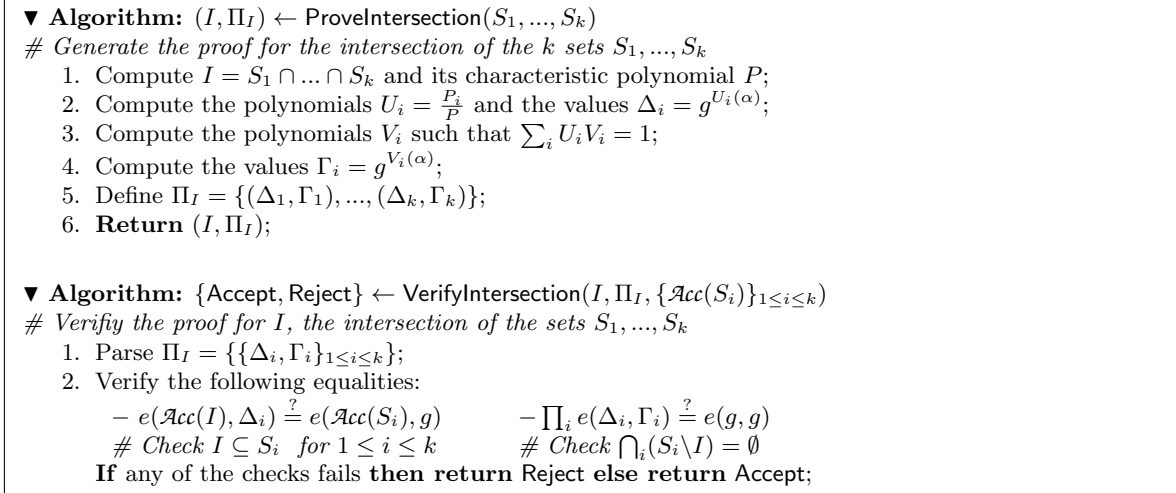 ▼ Algorithm: (I, Π_I) ← ProveIntersection(S_1, ..., S_k)
# Generate the proof for the intersection of the k sets S_1, ..., S_k
1. Compute I = S_1 ∩ ... ∩ S_k and its characteristic polynomial P;
2. Compute the polynomials U_i = \frac{P_i}{P} and the values Δ_i = g^{U_i(α)};
3. Compute the polynomials V_i such that ∑_i U_iV_i = 1;
4. Compute the values Γ_i = g^{V_i(α)};
5. Define Π_I = {(Δ_1, Γ_1), ..., (Δ_k, Γ_k)};
6. Return (I, Π_I);
▼ Algorithm: {Accept, Reject} ← VerifyIntersection(I, Π_I, {Acc(S_i)}_{1≤i≤k})
# Verifiy the proof for I, the intersection of the sets S_1, ..., S_k
1. Parse Π_I = {{Δ_i, Γ_i}_{1≤i≤k}};
2. Verify the following equalities:
− e(Acc(I), Δ_i) ≟ e(Acc(S_i), g) − ∏_i e(Δ_i, Γ_i) ≟ e(g, g)
# Check I ⊆ S_i for 1 ≤ i ≤ k # Check ⋂_i(S_i\I) = ∅
If any of the checks fails then return Reject else return Accept;